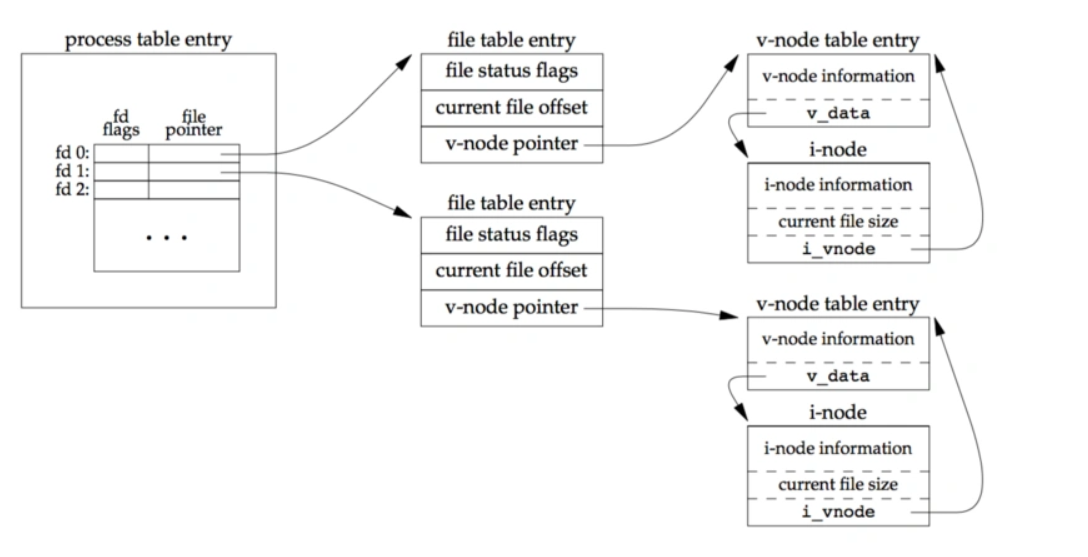 process table entry
fd
flags
file
pointer
fd 0:
fd 1:
fd 2:
• • •
file table entry
file status flags
current file offset
v-node pointer
file table entry
file status flags
current file offset
v-node pointer
v-node table entry
v-node information
v_data
i-node
i-node information
current file size
i_vnode
v-node table entry
v-node information
v_data
i-node
i-node information
current file size
i_vnode